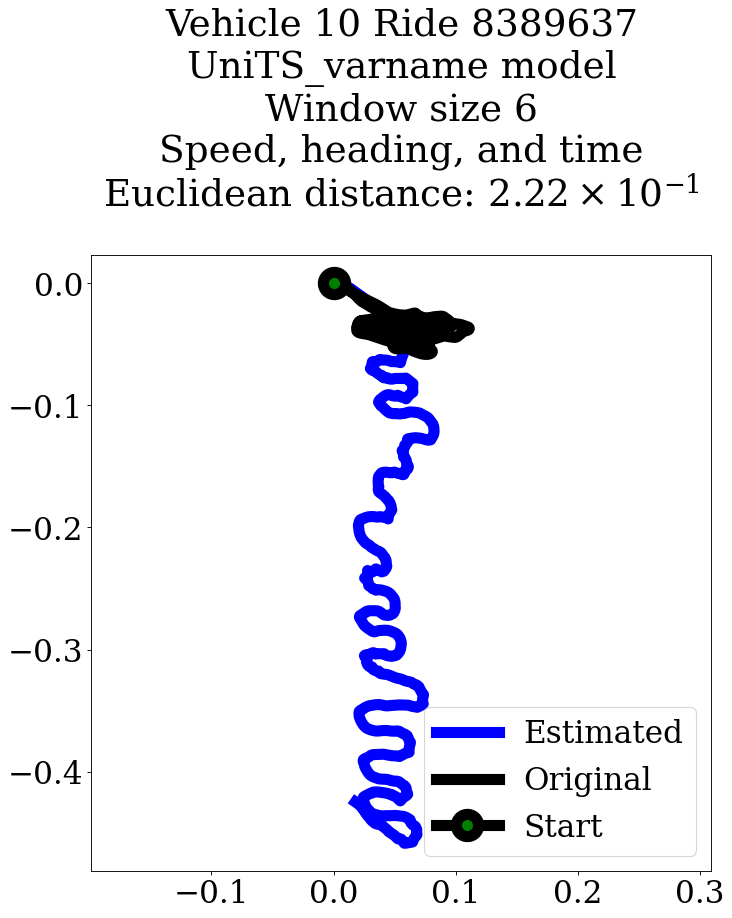 Vehicle 10 Ride 8389637
UniTS_varname model
Window size 6
Speed, heading, and time
Euclidean distance: 2.22 × 10⁻¹
0.0
−0.1
−0.2
−0.3
−0.4
Estimated
Original
Start
−0.1 0.0 0.1 0.2 0.3